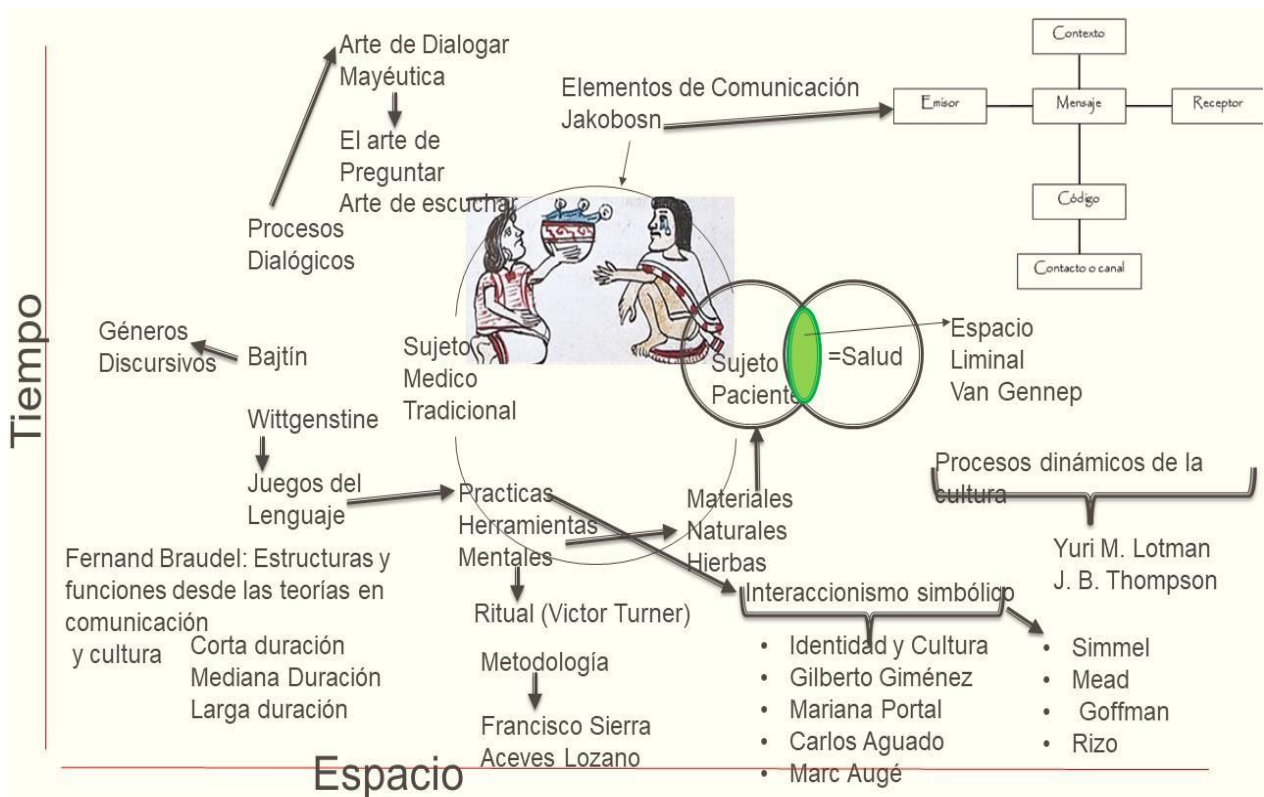 Arte de Dialogar
Mayéutica
El arte de
Preguntar
Arte de escuchar
Procesos
Dialógicos
Elementos de Comunicación
Jakobosn
Contexto
Emisor
Mensaje
Receptor
Código
Contacto o canal
Tiempo
Géneros
Discursivos
Bajtín
Wittgenstine
Juegos del
Lenguaje
Sujeto
Medico
Tradicional
Sujeto
Paciente
=Salud
Espacio
Liminal
Van Gennep
Practicas
Herramientas
Mentales
Materiales
Naturales
Hierbas
Procesos dinámicos de la
cultura
Yuri M. Lotman
J. B. Thompson
Fernand Braudel: Estructuras y
funciones desde las teorías en
comunicación
y cultura
Corta duración
Mediana Duración
Larga duración
Ritual (Victor Turner)
Metodología
Francisco Sierra
Aceves Lozano
Interaccionismo simbólico
• Identidad y Cultura
• Gilberto Giménez
• Mariana Portal
• Carlos Aguado
• Marc Augé
• Simmel
• Mead
• Goffman
• Rizo
Espacio